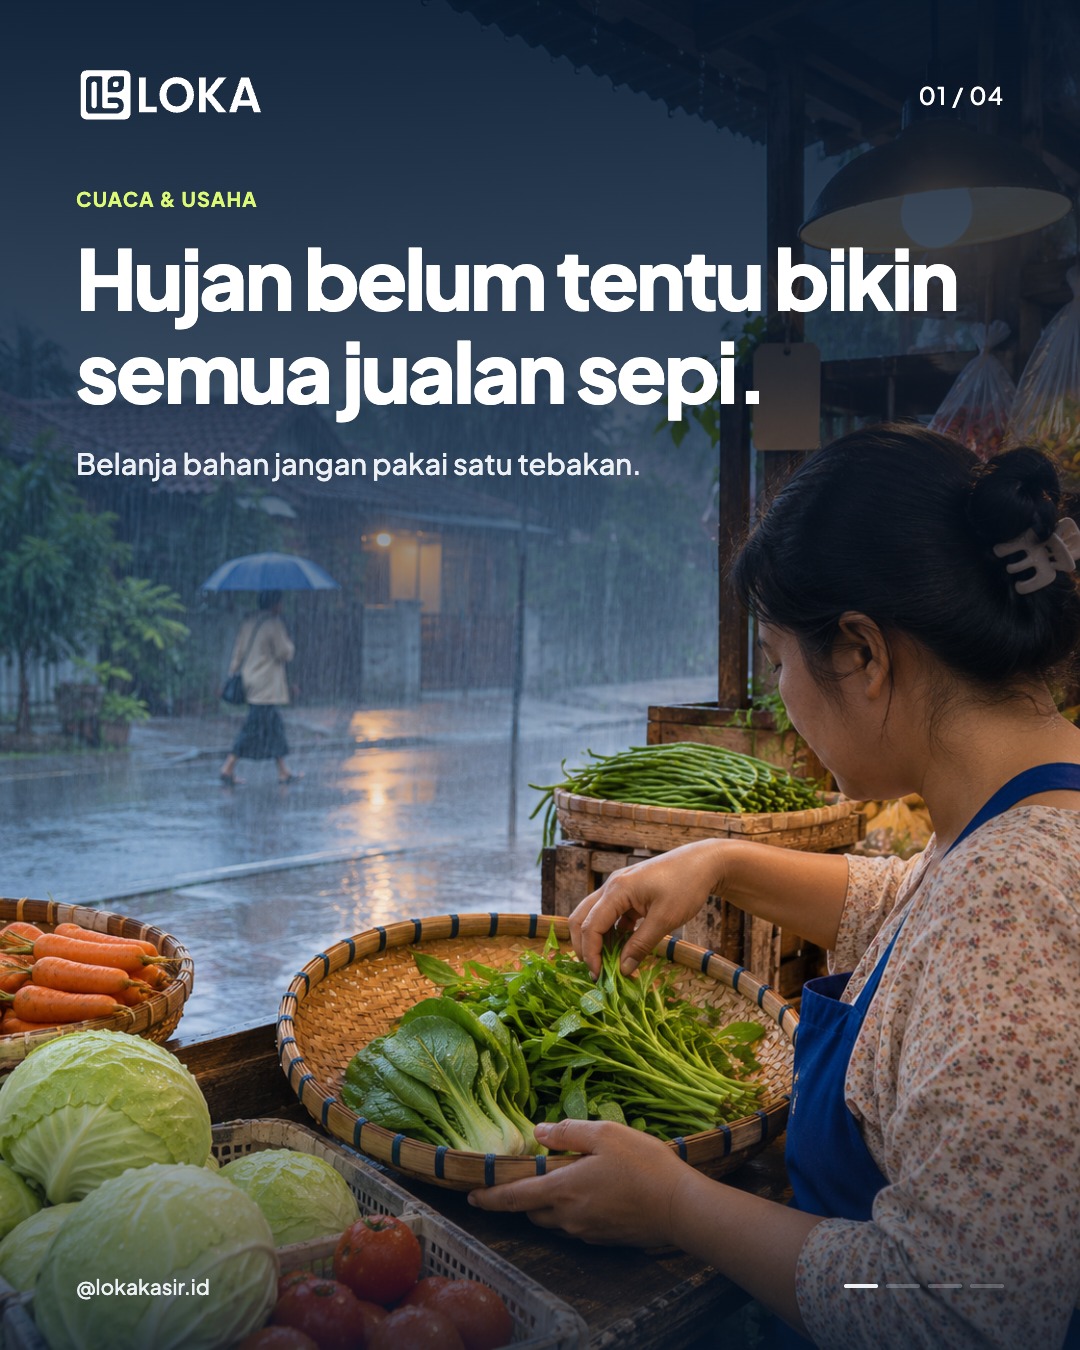 LOKA
01 / 04
CUACA & USAHA
Hujan belum tentu bikin
semua jualan sepi.
Belanja bahan jangan pakai satu tebakan.
@lokakasir.id